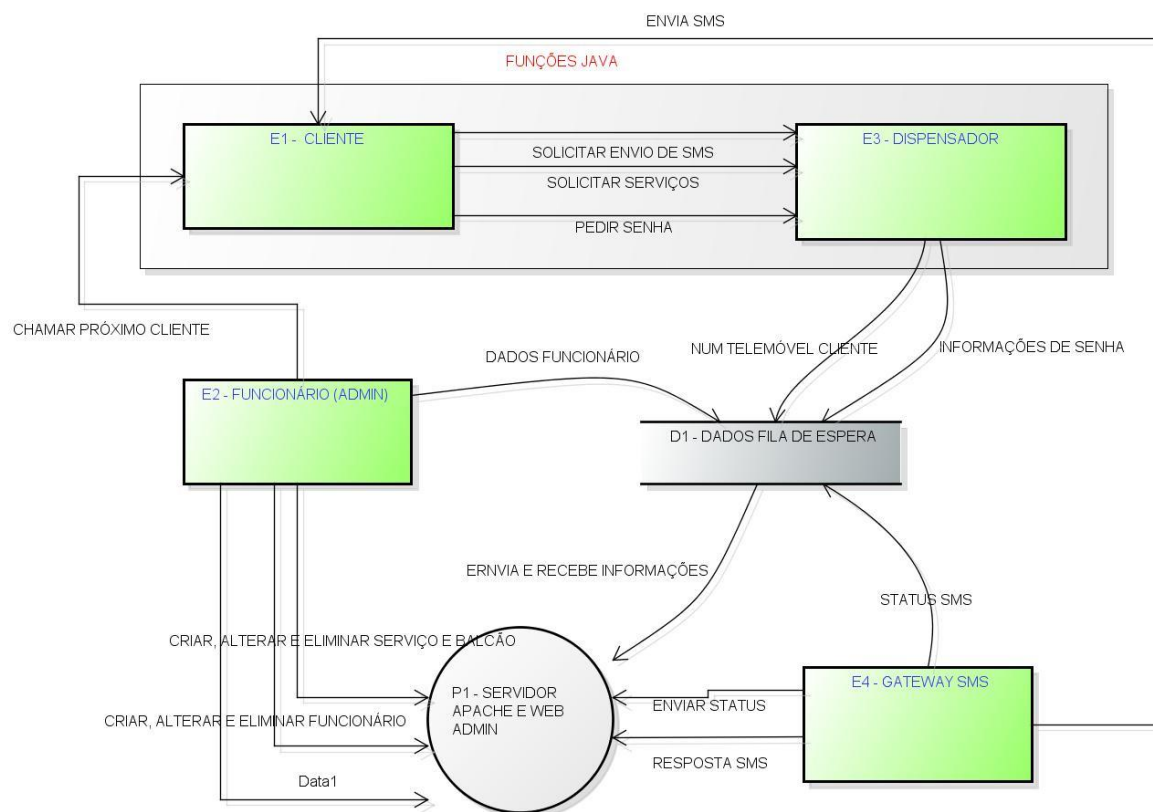 ENVIA SMS
FUNÇÕES JAVA
E1 - CLIENTE
E3 - DISPENSADOR
SOLICITAR ENVIO DE SMS
SOLICITAR SERVIÇOS
PEDIR SENHA
CHAMAR PRÓXIMO CLIENTE
DADOS FUNCIONÁRIO
NUM TELEMÓVEL CLIENTE
INFORMAÇÕES DE SENHA
E2 - FUNCIONÁRIO (ADMIN)
D1 - DADOS FILA DE ESPERA
ERNVIA E RECEBE INFORMAÇÕES
STATUS SMS
CRIAR, ALTERAR E ELIMINAR SERVIÇO E BALCÃO
P1 - SERVIDOR
APACHE E WEB
ADMIN
E4 - GATEWAY SMS
ENVIAR STATUS
CRIAR, ALTERAR E ELIMINAR FUNCIONÁRIO
RESPOSTA SMS
Data1